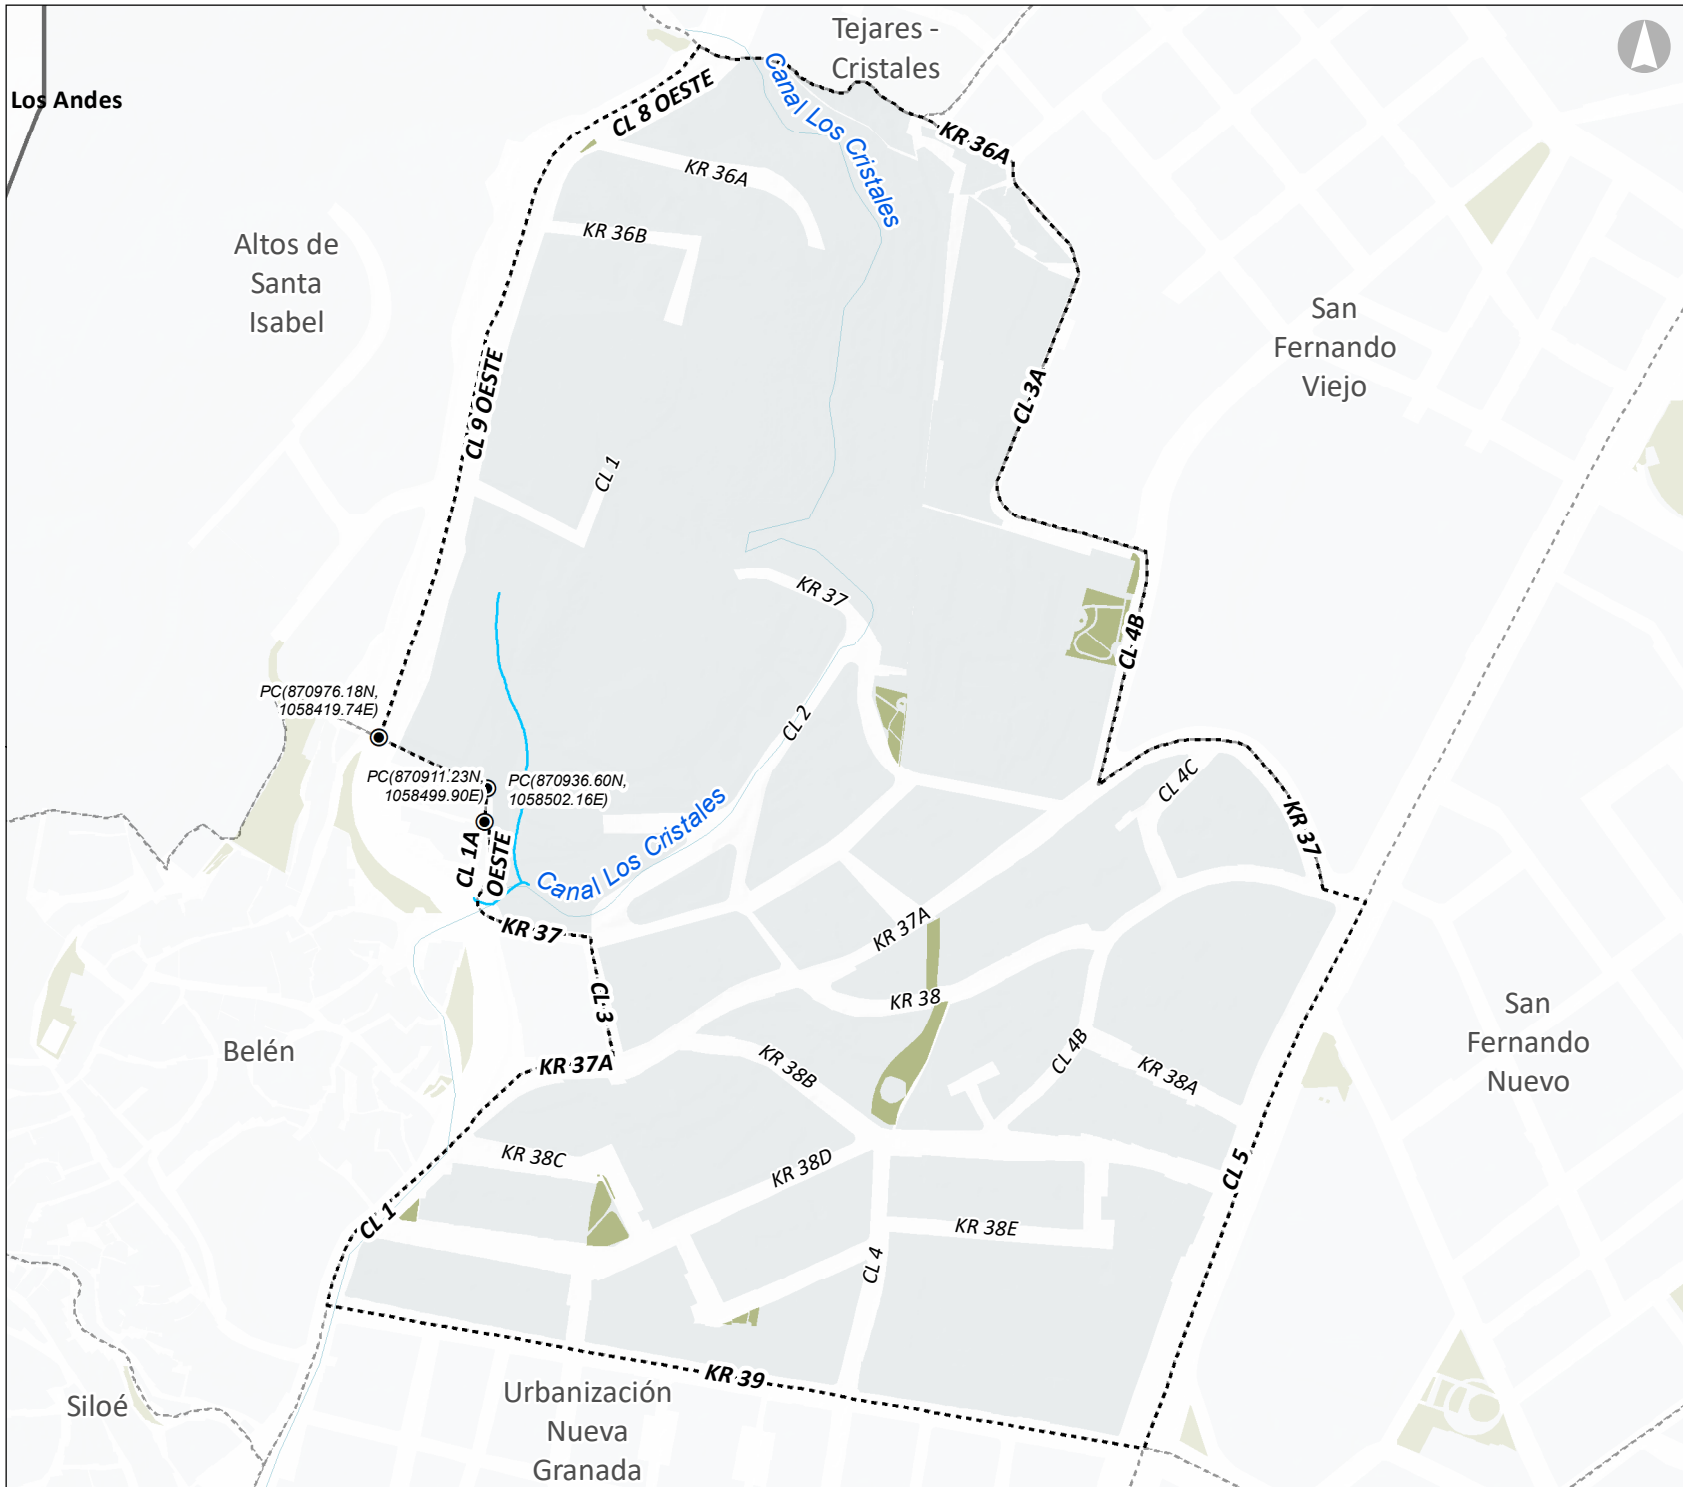 Tejares -
Cristales
Los Andes
CL 8 OESTE
Canal Los Cristales
KR 36A
KR 36A
KR 36B
Altos de
Santa
Isabel
San
Fernando
Viejo
CL 9 OESTE
CL 3A
CL 1
KR 37
CL 4B
PC(870976.18N,
1058419.74E)
CL 2
PC(870911.23N,
1058499.90E)
PC(870936.60N,
1058502.16E)
CL 4C
KR 37
CL 1A
OESTE
Canal Los Cristales
KR 37
KR 37A
CL 3
KR 38
San
Fernando
Nuevo
Belén
KR 37A
KR 38B
CL 4B
KR 38A
KR 38C
KR 38D
CL 5
CL 1
KR 38E
CL 4
KR 39
Siloé
Urbanización
Nueva
Granada